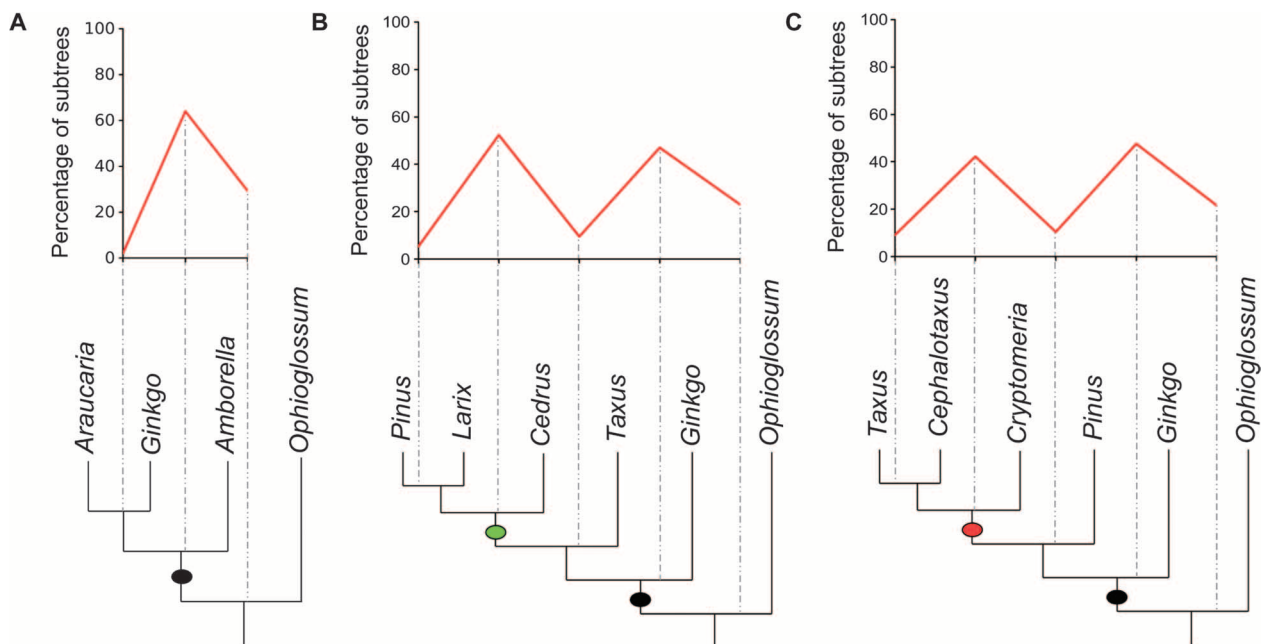 A
Percentage of subtrees
100
80
60
40
20
0
Araucaria
Ginkgo
Amborella
Ophioglossum
B
Percentage of subtrees
100
80
60
40
20
0
Pinus
Larix
Cedrus
Taxus
Ginkgo
Ophioglossum
C
Percentage of subtrees
100
80
60
40
20
0
Taxus
Cephalotaxus
Cryptomeria
Pinus
Ginkgo
Ophioglossum